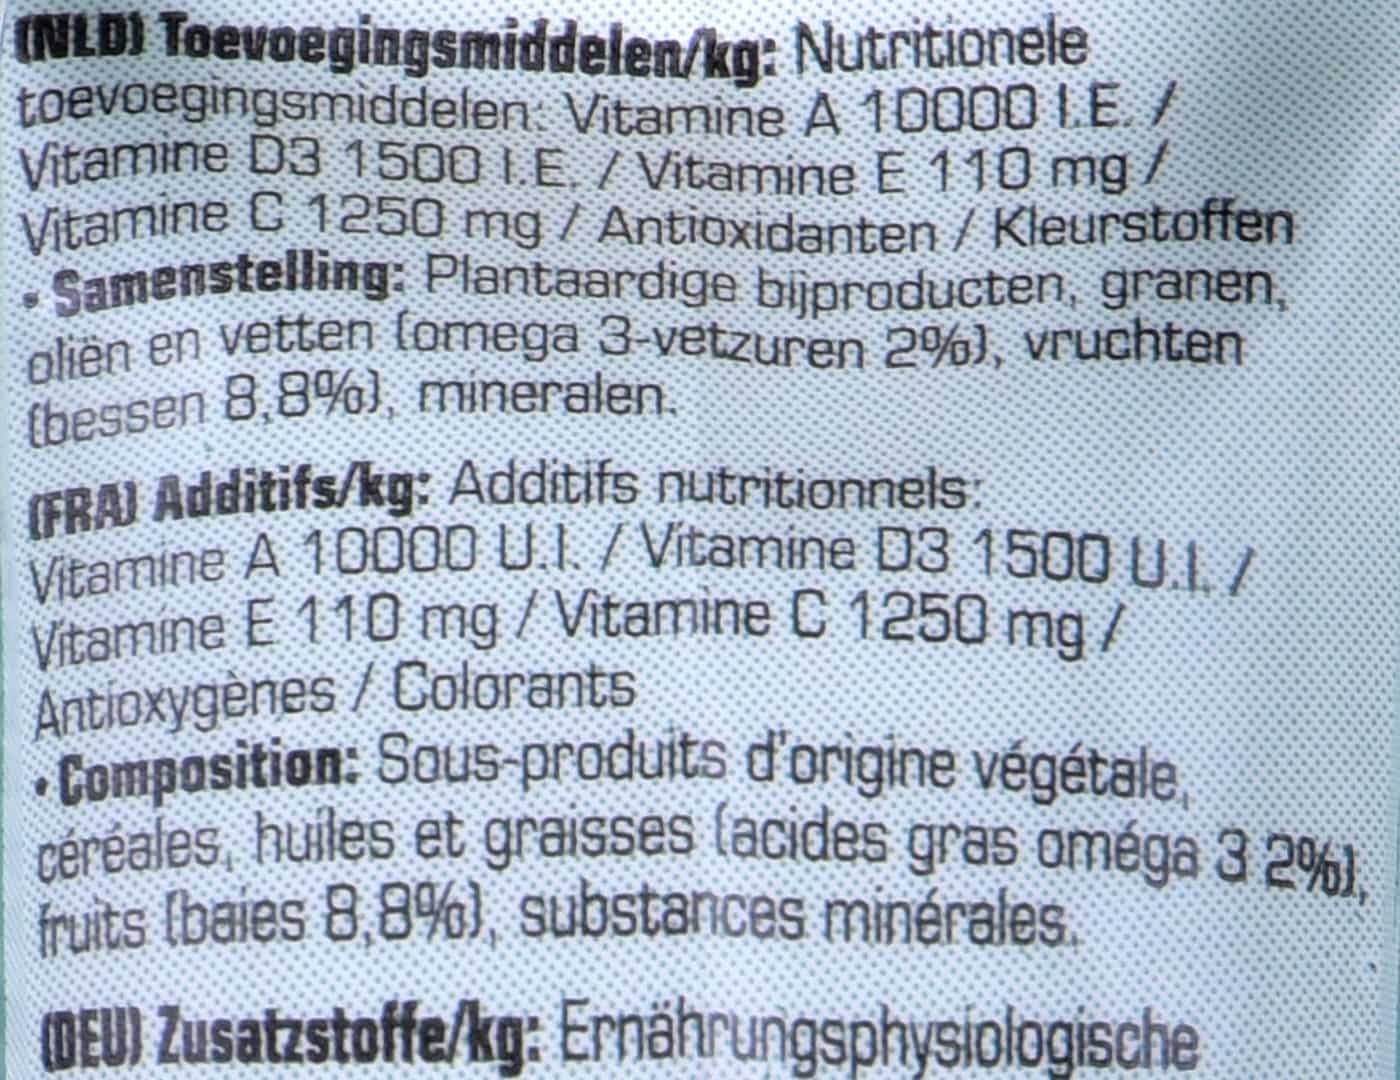 (NLD) Toevoegingsmiddelen/kg: Nutritionele
toevoegingsmiddelen: Vitamine A 10000 I.E. /
Vitamine D3 1500 I.E. / Vitamine E 110 mg /
Vitamine C 1250 mg / Antioxidanten / Kleurstoffen
• Samenstelling: Plantaardige bijproducten, granen,
oliën en vetten (omega 3-vetzuren 2%), vruchten
(bessen 8,8%), mineralen.
(FRA) Additifs/kg: Additifs nutritionnels:
Vitamine A 10000 U.I. / Vitamine D3 1500 U.I. /
Vitamine E 110 mg / Vitamine C 1250 mg /
Antioxygènes / Colorants
• Composition: Sous-produits d'origine végétale,
céréales, huiles et graisses (acides gras oméga 3 2%),
fruits (baies 8,8%), substances minérales.
(DEU) Zusatzstoffe/kg: Ernährungsphysiologische